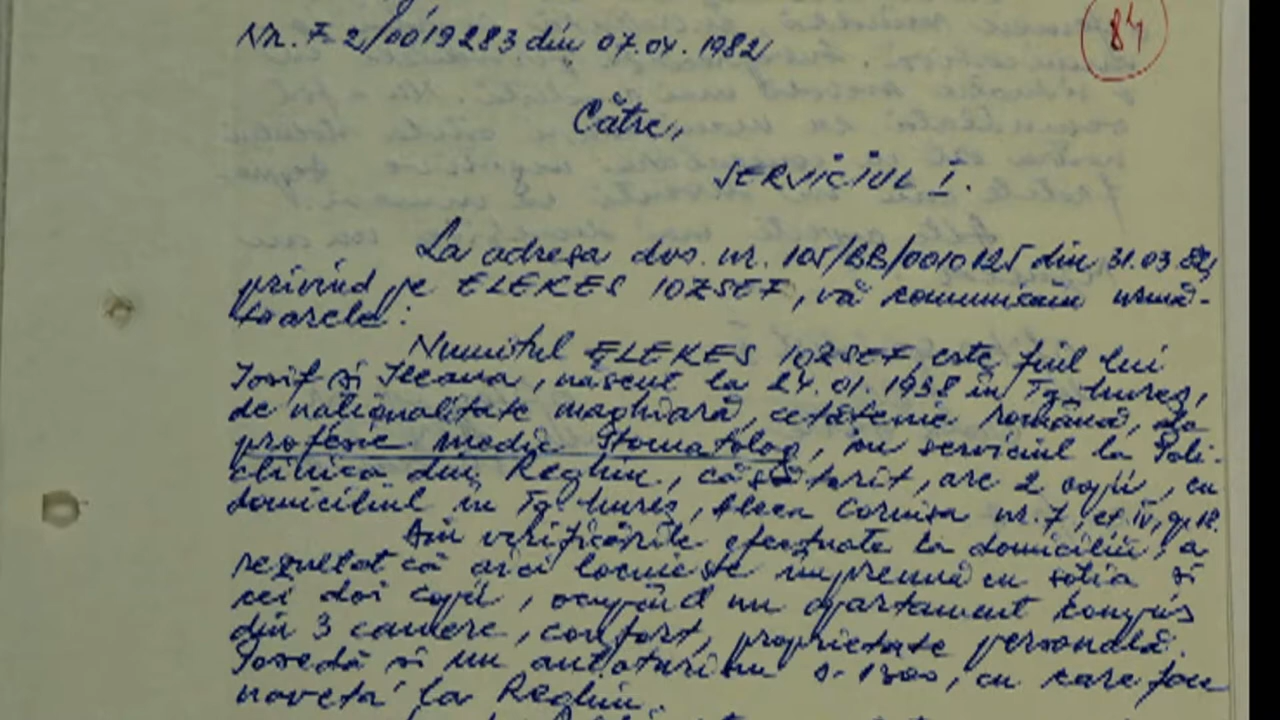 84
Nr. F 2/0019283 din 07.04.1982
Către,
SERVICIUL I.
La adresa dvs. nr. 105/BB/0010125 din 31.03.82,
privind pe ELEKES IOZSEF, vă comunicăm urmă-
toarele:
Numitul ELEKES IOZSEF, este fiul lui
Iosif și Ileana, născut la 24.01.1938 în Tg. Mureș,
de naționalitate maghiară, cetățenie română, de
profesie medic stomatolog, cu serviciul la Poli-
clinica din Reghin, căsătorit, are 2 copii, cu
domiciliul în Tg. Mureș, Aleea Cornișa nr. 7, et. IV, ap. 18.
Din verificările efectuate la domiciliu, a
rezultat că aici locuiește împreună cu soția și
cei doi copii, ocupând un apartament compus
din 3 camere, confort, proprietate personală.
Posedă și un autoturism D-1300, cu care face
naveta la Reghin.